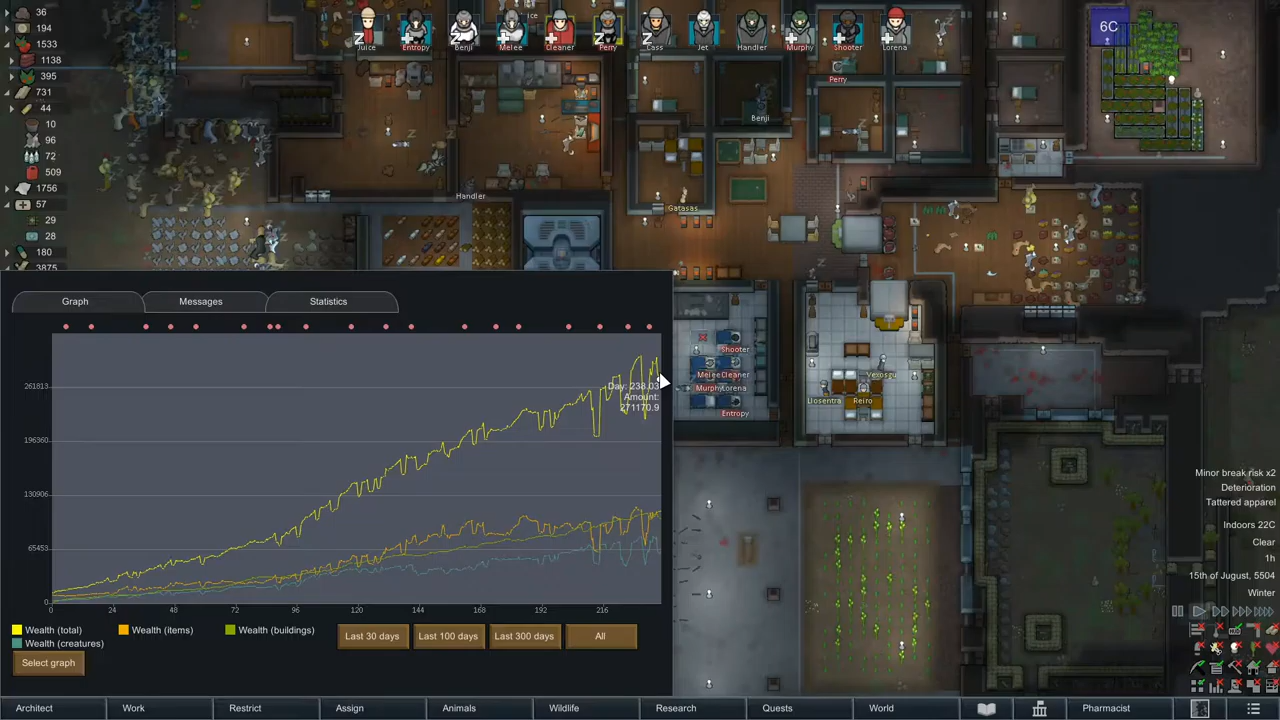 36
194
1533
1138
395
731
44
10
96
72
509
1756
57
29
28
180
3875
Juice
Entropy
Benji
Melee
Cleaner
Perry
Cass
Jet
Handler
Murphy
Shooter
Lorena
6C
Perry
Benji
Handler
Gatasas
Graph
Messages
Statistics
261813
196360
130906
65453
0
Day: 238.03
Amount:
271170.9
0
24
48
72
96
120
144
168
192
216
Wealth (total)
Wealth (items)
Wealth (buildings)
Wealth (creatures)
Last 30 days
Last 100 days
Last 300 days
All
Select graph
Shooter
Melee
Cleaner
Murphy
Lorena
Entropy
Vexosgu
Llosentra
Reiro
Minor break risk x2
Deterioration
Tattered apparel
Indoors 22C
Clear
1h
15th of August, 5504
Winter
Architect
Work
Restrict
Assign
Animals
Wildlife
Research
Quests
World
Pharmacist